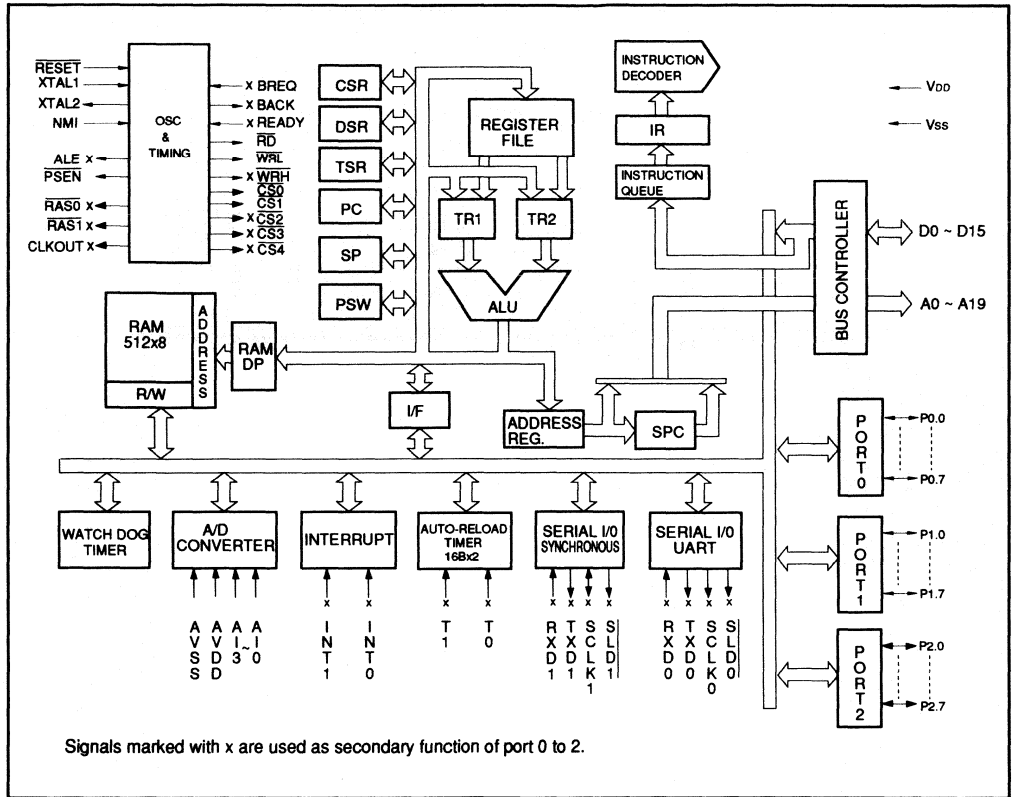 RESET
XTAL1
XTAL2
NMI
ALE x
PSEN
RAS0 x
RAS1 x
CLKOUT x
OSC
&
TIMING
x BREQ
x BACK
x READY
RD
WRL
x WRH
CS0
CS1
x CS2
x CS3
x CS4
CSR
DSR
TSR
PC
SP
PSW
REGISTER
FILE
TR1
TR2
ALU
INSTRUCTION
DECODER
IR
INSTRUCTION
QUEUE
VDD
VSS
BUS CONTROLLER
D0 ~ D15
A0 ~ A19
RAM
512x8
R/W
ADDRESS
RAM
DP
I/F
ADDRESS
REG.
SPC
PORT0
P0.0
P0.7
PORT1
P1.0
P1.7
PORT2
P2.0
P2.7
WATCH DOG
TIMER
A/D
CONVERTER
INTERRUPT
AUTO-RELOAD
TIMER
16Bx2
SERIAL I/0
SYNCHRONOUS
SERIAL I/0
UART
AVSS
AVDD
AI3~
AI0
x INT1
x INT0
x T1
x T0
x RXD1
x TXD1
x SCLK1
x SLD1
x RXD0
x TXD0
x SCLK0
x SLD0
Signals marked with x are used as secondary function of port 0 to 2.